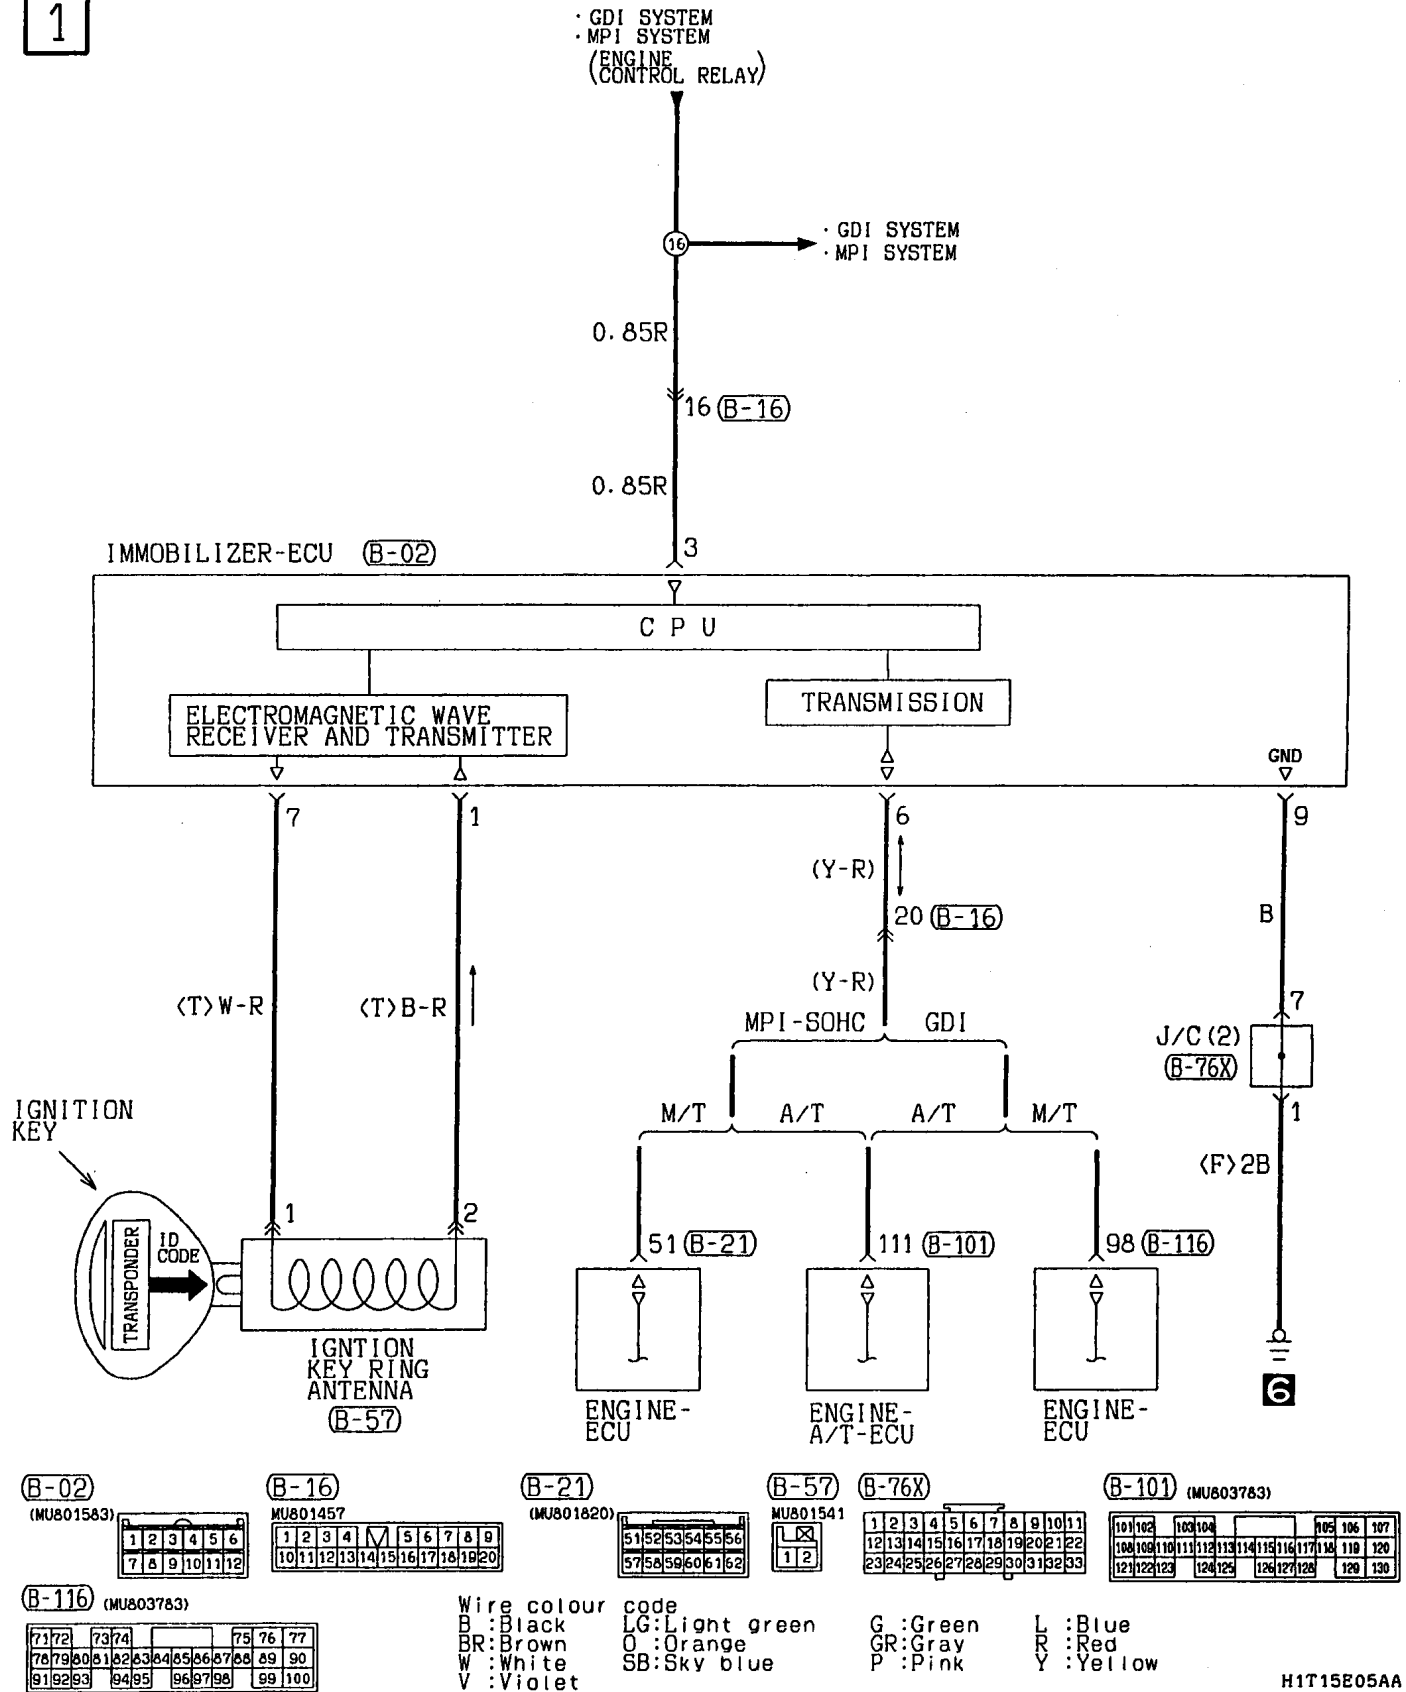 1
· GDI SYSTEM
· MPI SYSTEM
(ENGINE
CONTROL RELAY)
16
· GDI SYSTEM
· MPI SYSTEM
0.85R
16 (B-16)
0.85R
IMMOBILIZER-ECU (B-02)
3
C P U
ELECTROMAGNETIC WAVE
RECEIVER AND TRANSMITTER
TRANSMISSION
GND
7 1 6 9
(Y-R)
20 (B-16)
B
(Y-R)
<T>W-R <T>B-R
7
MPI-SOHC GDI
J/C(2)
(B-76X)
M/T A/T A/T M/T
1
IGNITION
KEY
<F>2B
1 2
TRANSPONDER
ID
CODE
51 (B-21) 111 (B-101) 98 (B-116)
IGNTION
KEY RING
ANTENNA
(B-57)
ENGINE-
ECU
ENGINE-
A/T-ECU
ENGINE-
ECU
6
(B-02)
(MU801583)
1 2 3 4 5 6
7 8 9 10 11 12
(B-16)
MU801457
1 2 3 4 5 6 7 8 9
10 11 12 13 14 15 16 17 18 19 20
(B-21)
(MU801820)
51 52 53 54 55 56
57 58 59 60 61 62
(B-57)
MU801541
1 2
(B-76X)
1 2 3 4 5 6 7 8 9 10 11
12 13 14 15 16 17 18 19 20 21 22
23 24 25 26 27 28 29 30 31 32 33
(B-101) (MU803783)
101 102 103 104 105 106 107
108 109 110 111 112 113 114 115 116 117 118 119 120
121 122 123 124 125 126 127 128 129 130
(B-116) (MU803783)
71 72 73 74 75 76 77
78 79 80 81 82 83 84 85 86 87 88 89 90
91 92 93 94 95 96 97 98 99 100
Wire colour code
B :Black LG:Light green G :Green L :Blue
BR:Brown O :Orange GR:Gray R :Red
W :White SB:Sky blue P :Pink Y :Yellow
V :Violet
H1T15E05AA